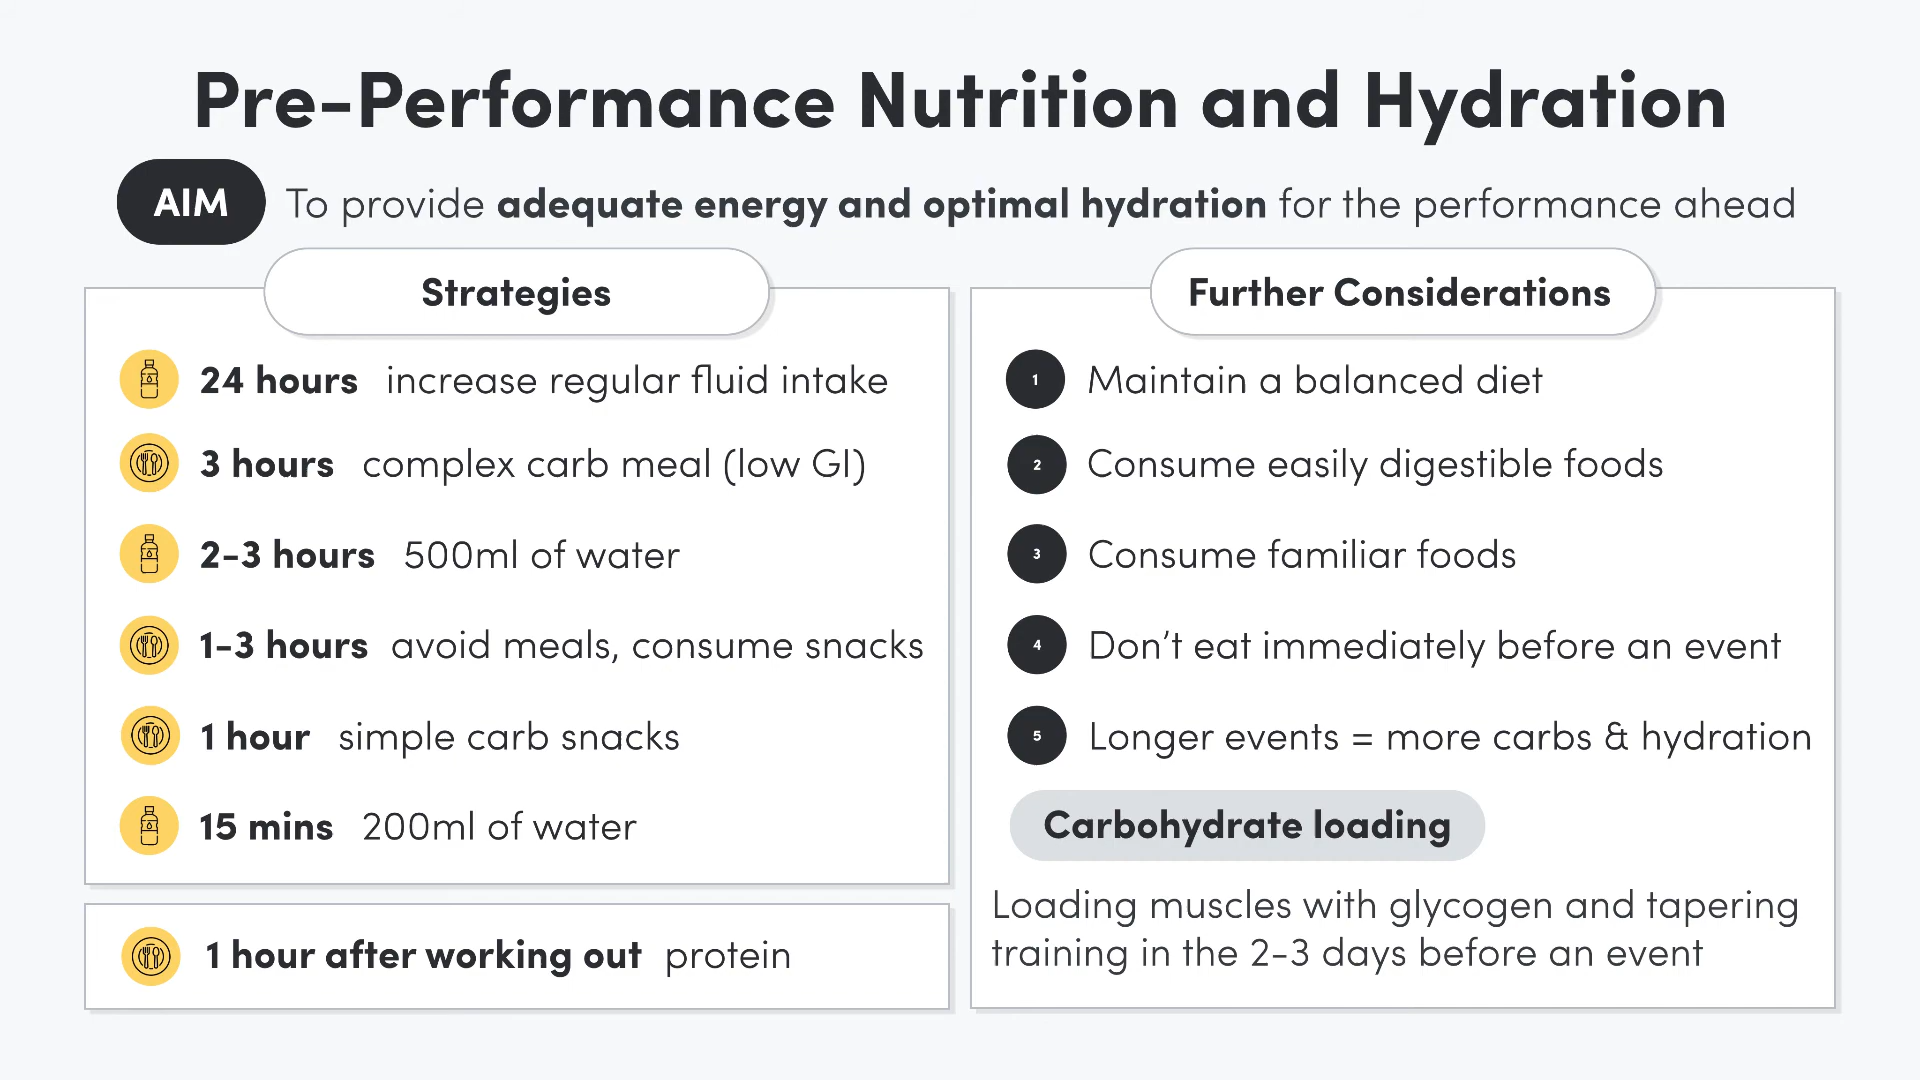 Pre-Performance Nutrition and Hydration
AIM To provide adequate energy and optimal hydration for the performance ahead
Strategies
24 hours increase regular fluid intake
3 hours complex carb meal (low GI)
2-3 hours 500ml of water
1-3 hours avoid meals, consume snacks
1 hour simple carb snacks
15 mins 200ml of water
1 hour after working out protein
Further Considerations
1 Maintain a balanced diet
2 Consume easily digestible foods
3 Consume familiar foods
4 Don't eat immediately before an event
5 Longer events = more carbs & hydration
Carbohydrate loading
Loading muscles with glycogen and tapering
training in the 2-3 days before an event